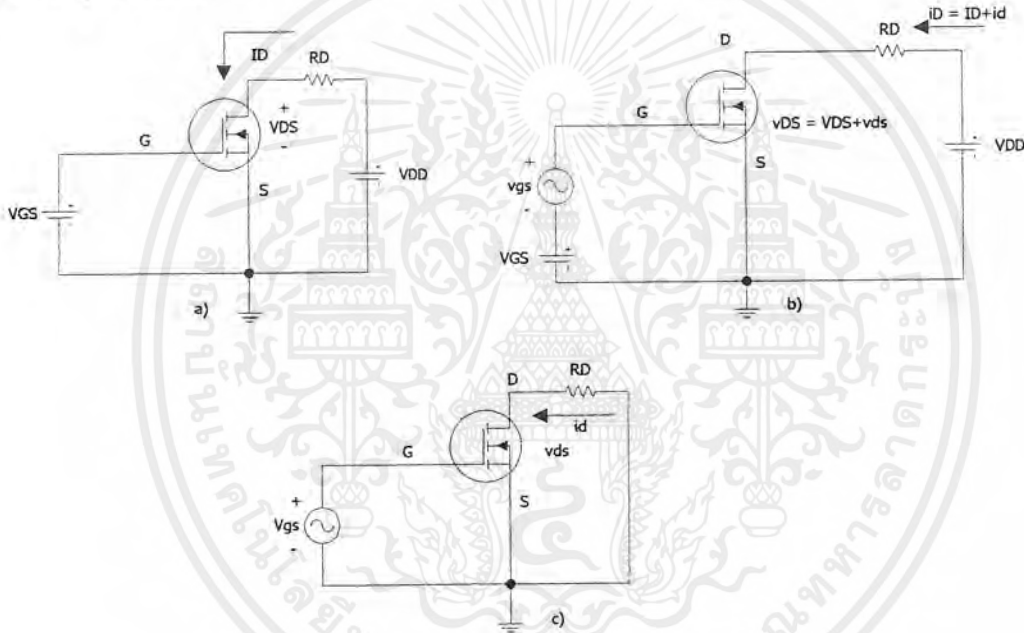 ID
RD
+
VDS
-
G
S
VGS
VDD
a)
iD = ID+id
RD
D
G
vDS = VDS+vds
S
+
vgs
-
VGS
VDD
b)
D
RD
id
vds
G
S
+
Vgs
-
c)